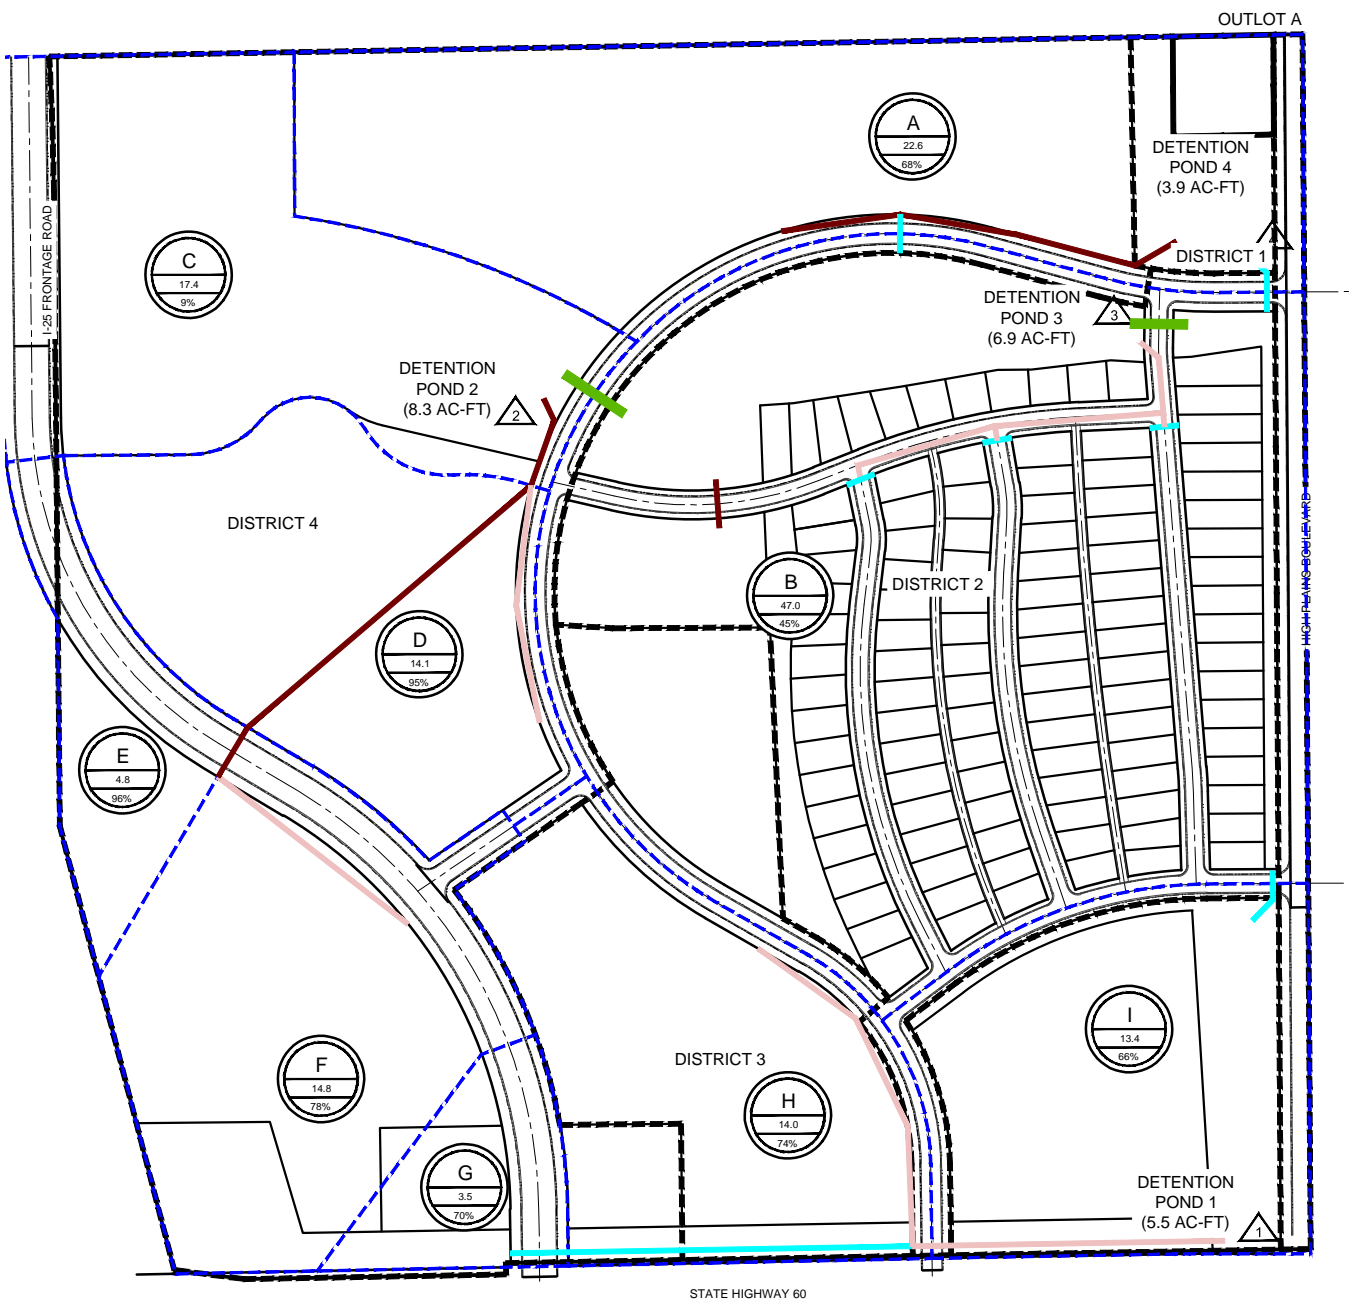 OUTLOT A
A
22.6
68%
DETENTION
POND 4
(3.9 AC-FT)
I-25 FRONTAGE ROAD
C
17.4
9%
DISTRICT 1
DETENTION
POND 3
(6.9 AC-FT)
3
DETENTION
POND 2
(8.3 AC-FT)
2
DISTRICT 4
DISTRICT 2
B
47.0
45%
HIGH PLAINS BOULEVARD
D
14.1
95%
E
4.8
96%
I
13.4
66%
DISTRICT 3
F
14.8
78%
H
14.0
74%
G
3.5
70%
DETENTION
POND 1
(5.5 AC-FT)
1
STATE HIGHWAY 60